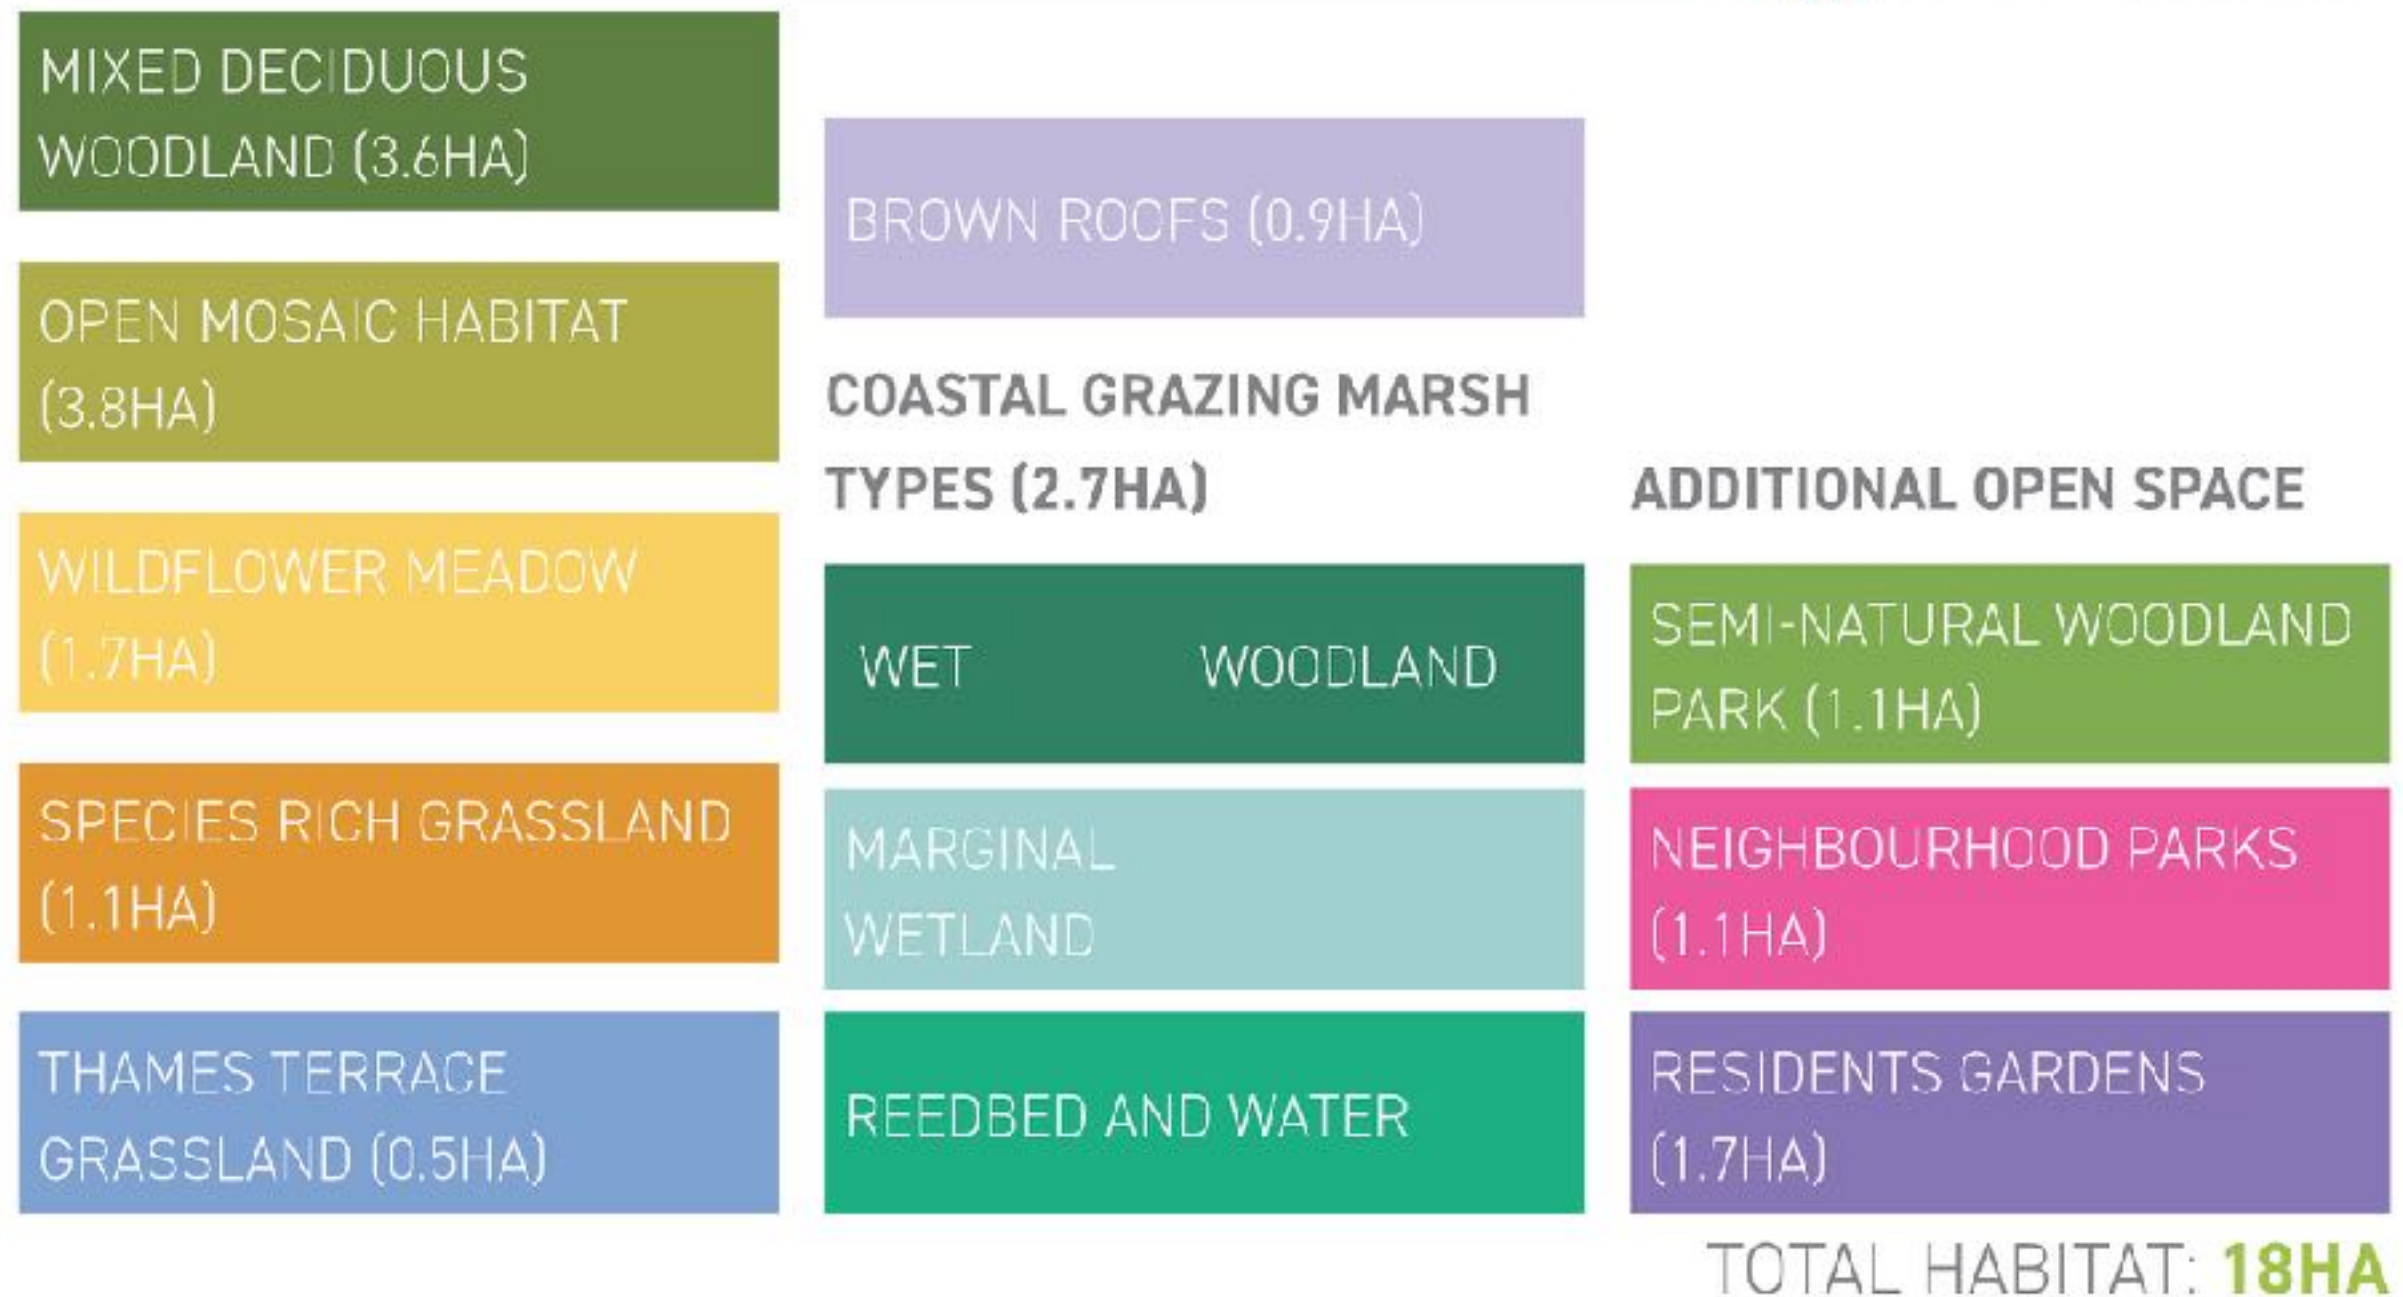 MIXED DECIDUOUS
WOODLAND (3.6HA)
OPEN MOSAIC HABITAT
(3.8HA)
WILDFLOWER MEADOW
(1.7HA)
SPECIES RICH GRASSLAND
(1.1HA)
THAMES TERRACE
GRASSLAND (0.5HA)
BROWN ROOFS (0.9HA)
COASTAL GRAZING MARSH
TYPES (2.7HA)
WET WOODLAND
MARGINAL
WETLAND
REEDBED AND WATER
ADDITIONAL OPEN SPACE
SEMI-NATURAL WOODLAND
PARK (1.1HA)
NEIGHBOURHOOD PARKS
(1.1HA)
RESIDENTS GARDENS
(1.7HA)
TOTAL HABITAT: 18HA